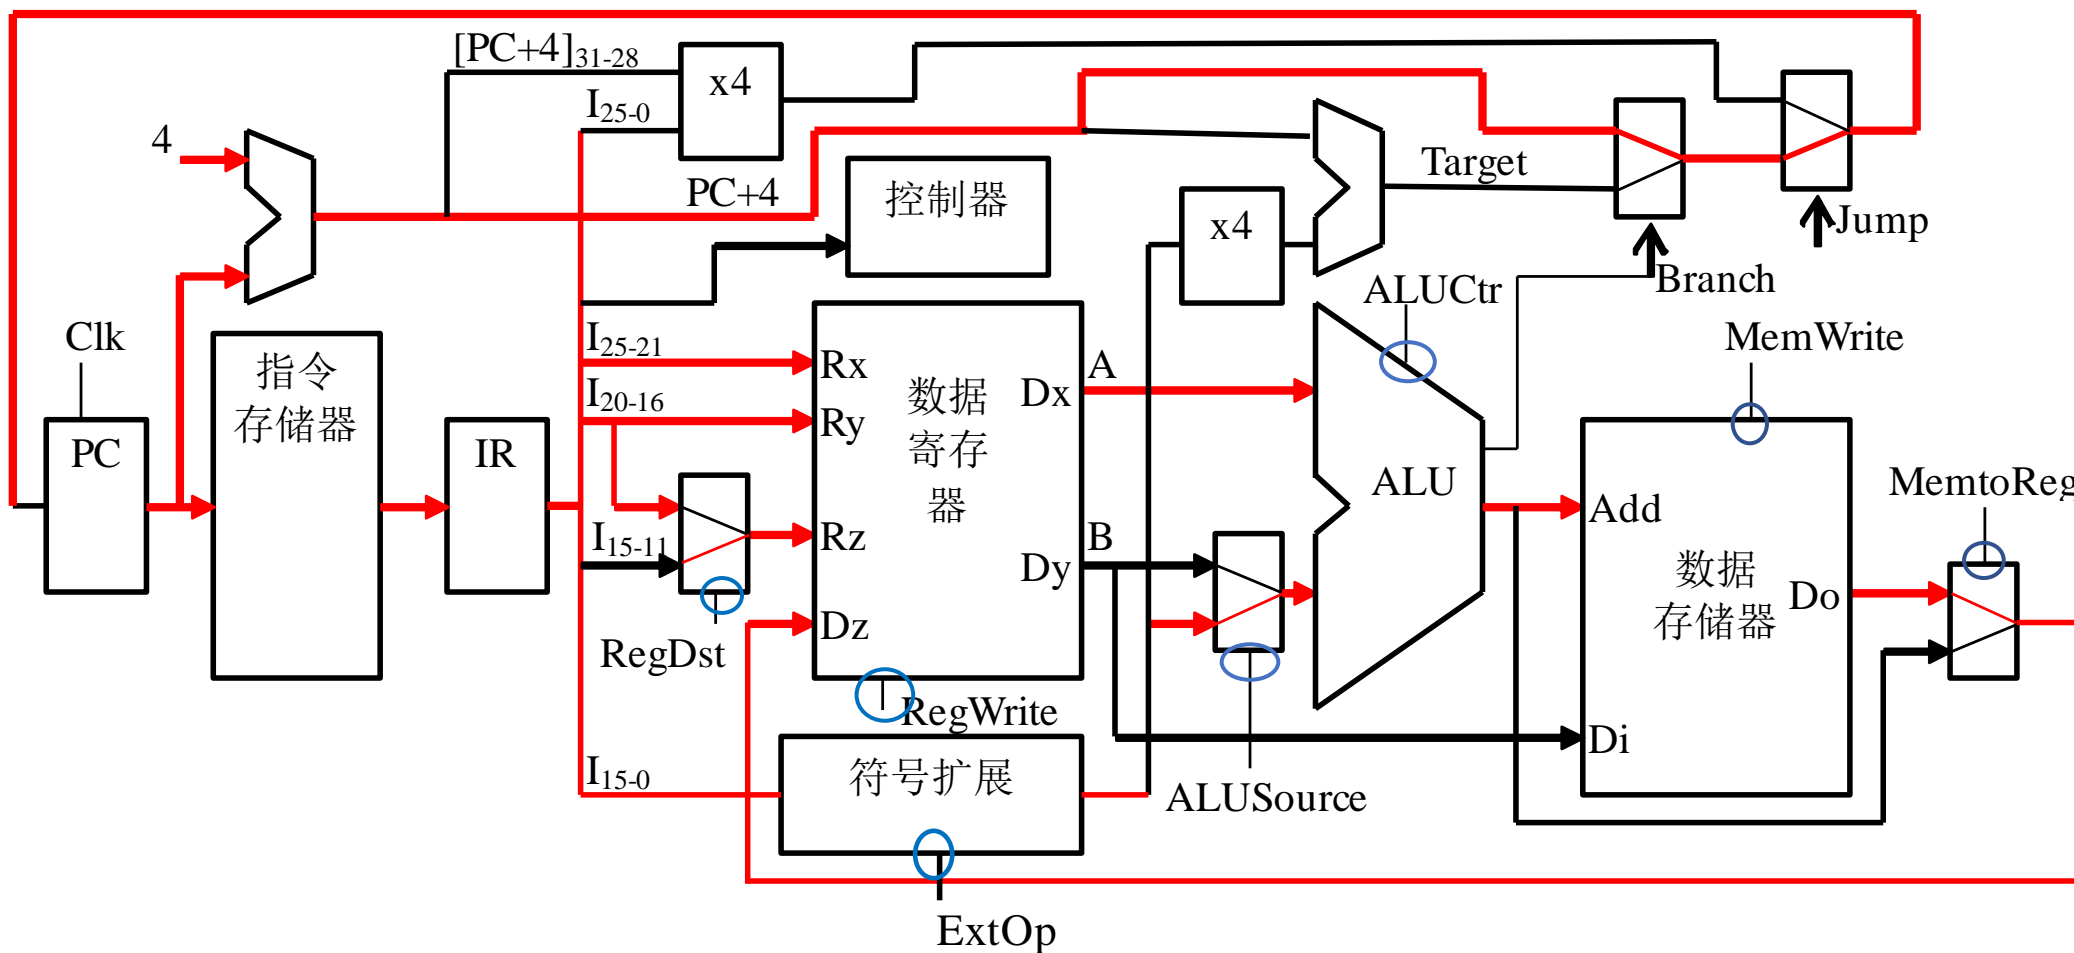 [PC+4]31-28
x4
I25-0
4
PC+4
控制器
Target
x4
Jump
Branch
ALUCtr
Clk
MemWrite
指令
存储器
I25-21
Rx
数据
寄存
器
Dx
A
I20-16
Ry
PC
IR
ALU
MemtoReg
Add
I15-11
Rz
B
Dy
数据
存储器
Do
Dz
RegDst
RegWrite
Di
I15-0
符号扩展
ALUSource
ExtOp